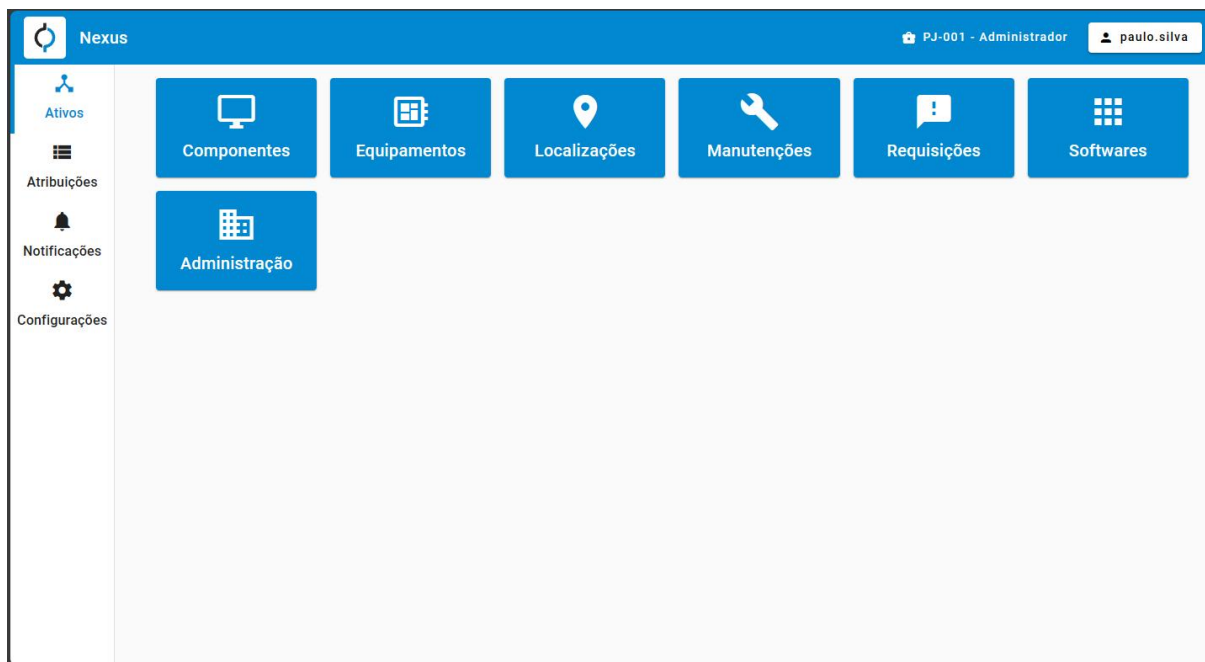 Nexus
PJ-001 - Administrador
paulo.silva
Ativos
Atribuições
Notificações
Configurações
Componentes
Equipamentos
Localizações
Manutenções
Requisições
Softwares
Administração